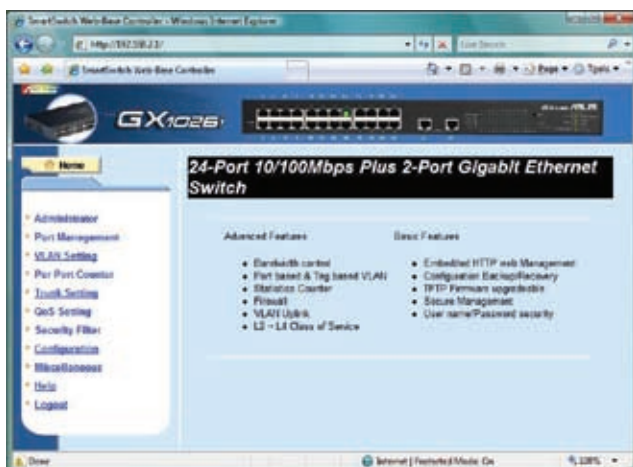 SmartSwitch Web-Base Controller - Windows Internet Explorer
Live Search
SmartSwitch Web-Base Controller
Page
Tools
GX1026
Home
24-Port 10/100Mbps Plus 2-Port Gigabit Ethernet
Switch
Administrator
Port Management
VLAN Setting
Per Port Counter
Trunk Setting
QoS Setting
Security Filter
Configuration
Miscellaneous
Help
Logout
Advanced Features
Bandwidth control
Port based & Tag based VLAN
Statistics Counter
Firewall
VLAN Uplink
L2 ~ L4 Class of Service
Basic Features
Embedded HTTP web Management
Configuration Backup/Recovery
TFTP Firmware upgradeable
Secure Management
User name/Password security
Done
Internet | Protected Mode: On